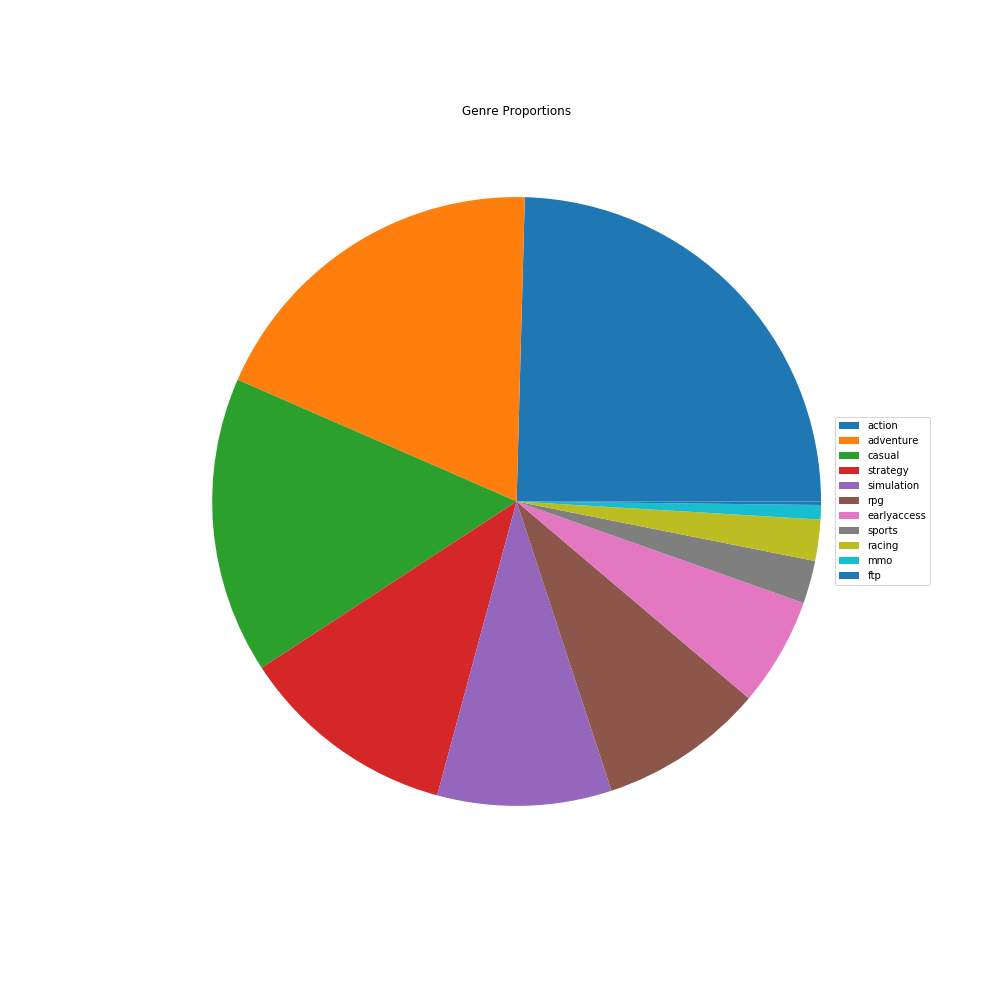 Genre Proportions
action
adventure
casual
strategy
simulation
rpg
earlyaccess
sports
racing
mmo
ftp